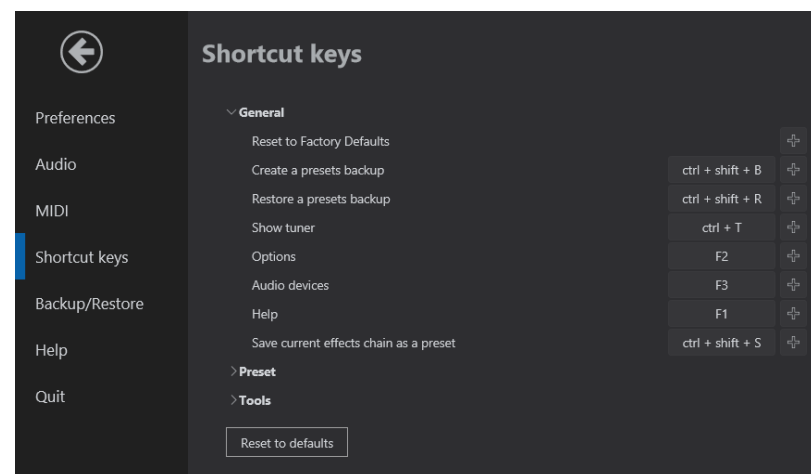 Shortcut keys
Preferences
Audio
MIDI
Shortcut keys
Backup/Restore
Help
Quit
General
Reset to Factory Defaults
Create a presets backup ctrl + shift + B
Restore a presets backup ctrl + shift + R
Show tuner ctrl + T
Options F2
Audio devices F3
Help F1
Save current effects chain as a preset ctrl + shift + S
Preset
Tools
Reset to defaults